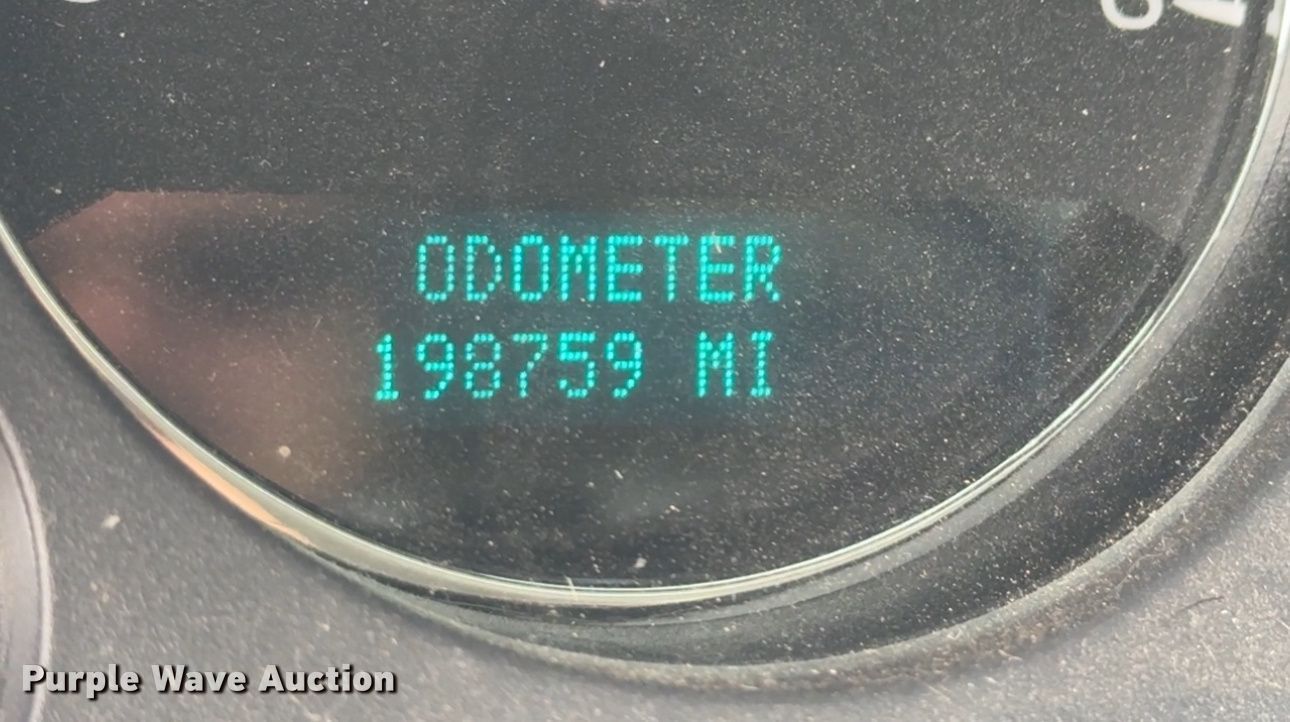 ODOMETER
198759 MI
Purple Wave Auction